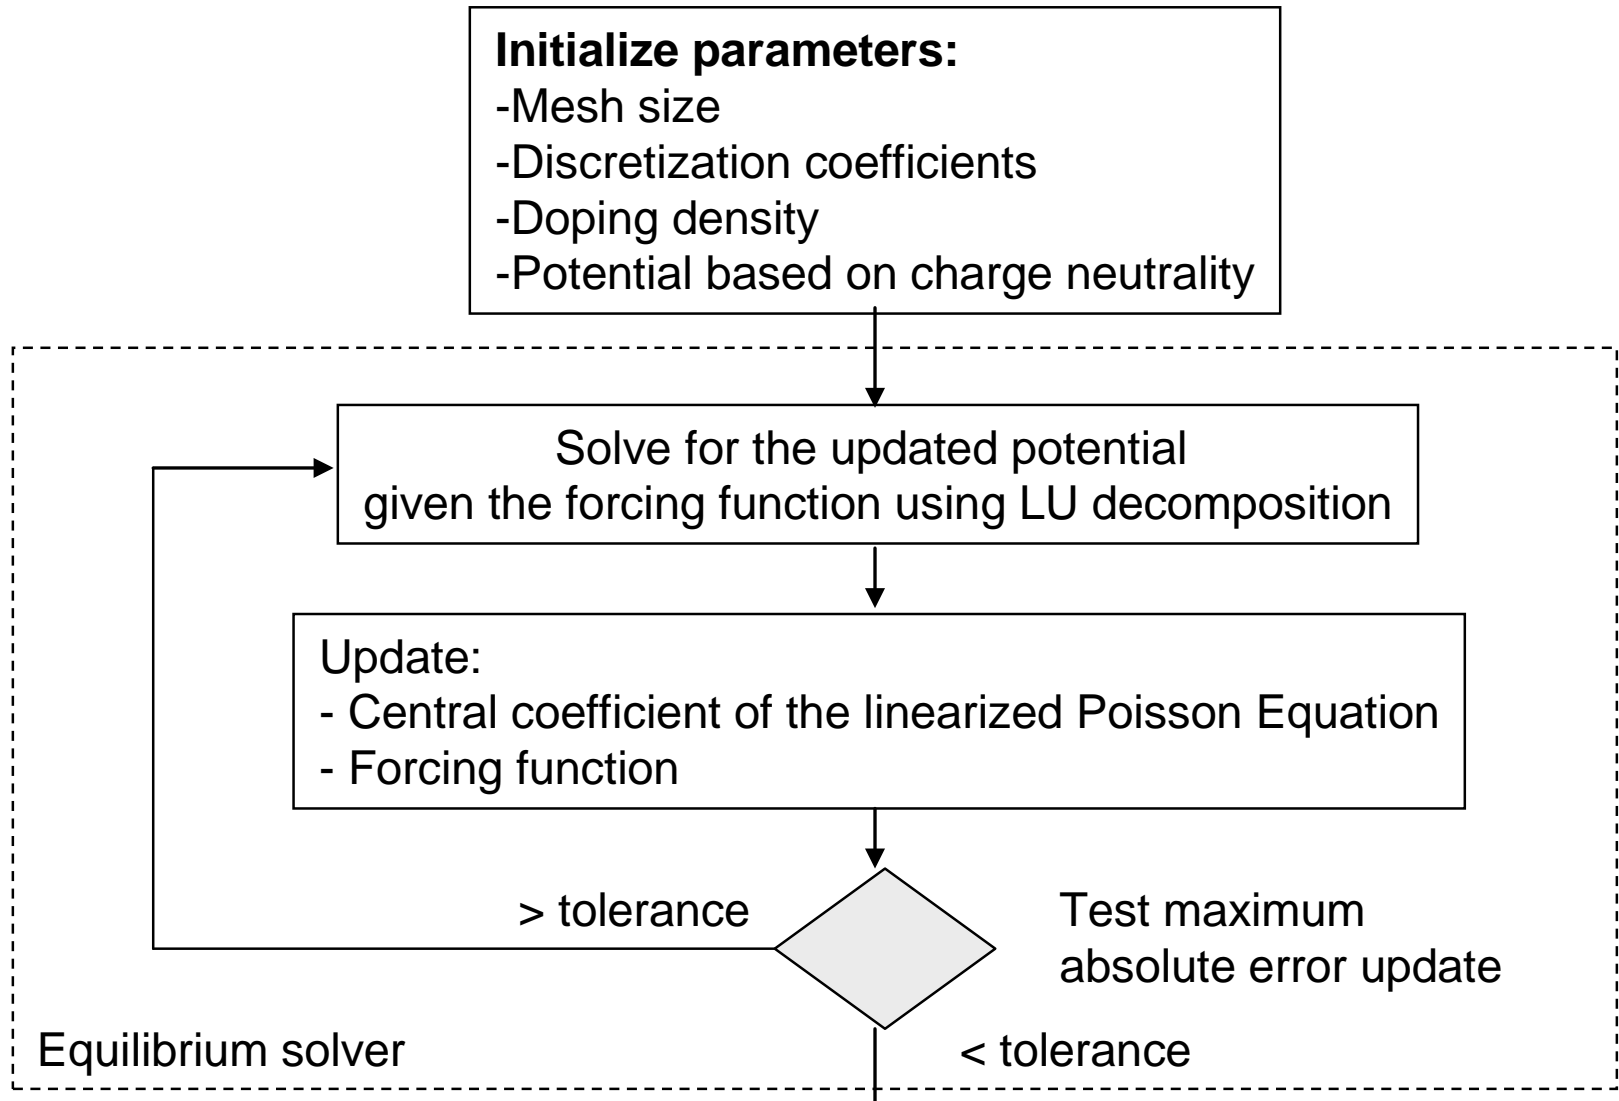 Initialize parameters:
-Mesh size
-Discretization coefficients
-Doping density
-Potential based on charge neutrality
Solve for the updated potential
given the forcing function using LU decomposition
Update:
- Central coefficient of the linearized Poisson Equation
- Forcing function
> tolerance
Test maximum
absolute error update
Equilibrium solver
< tolerance